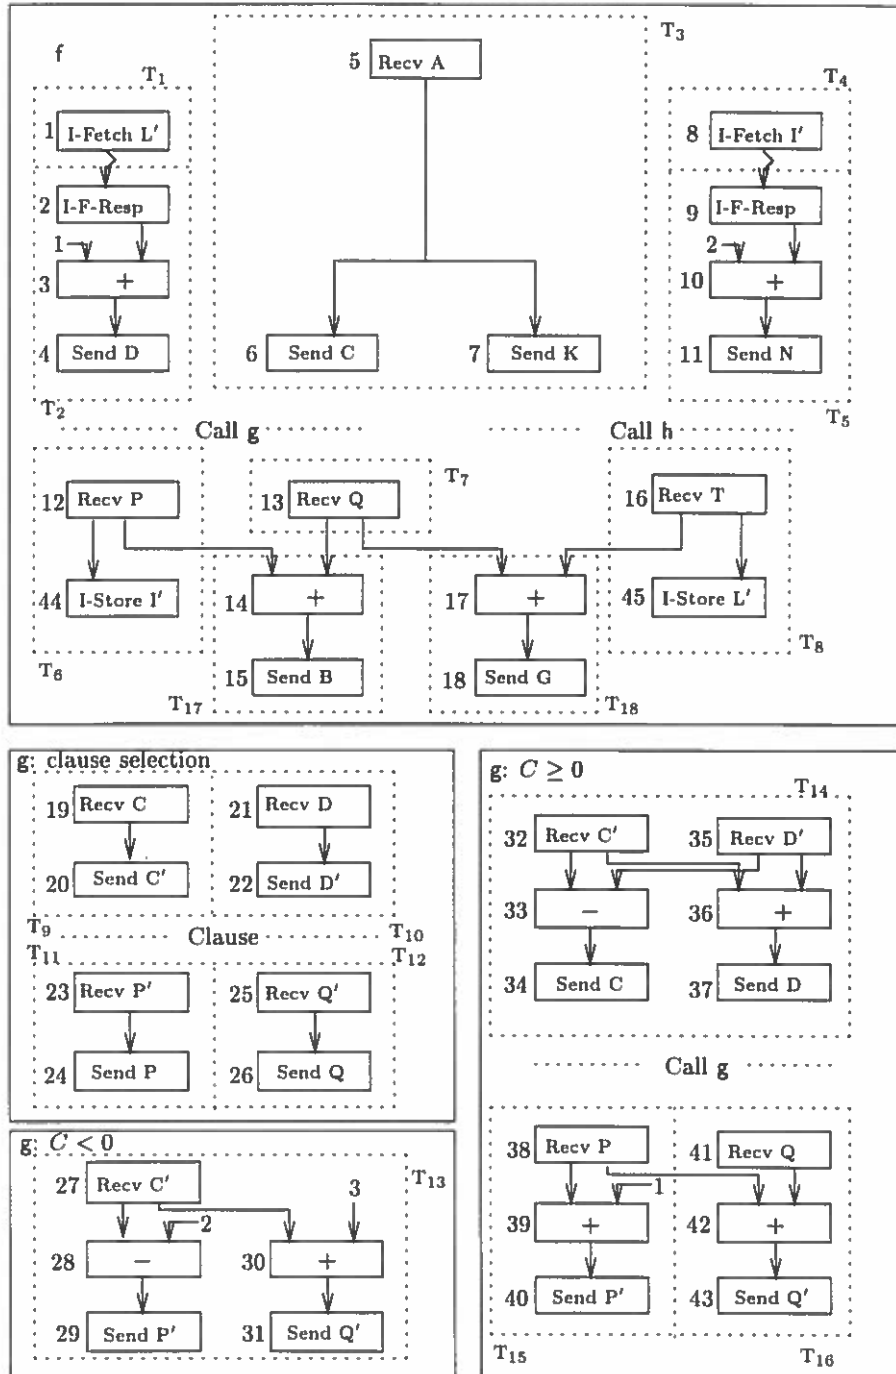 f
T₁
T₃
T₄
5 Recv A
1 I-Fetch L′
8 I-Fetch I′
2 I-F-Resp
9 I-F-Resp
1
2
3 +
10 +
4 Send D
6 Send C
7 Send K
11 Send N
T₂
T₅
Call g
Call h
12 Recv P
13 Recv Q
T₇
16 Recv T
44 I-Store I′
14 +
17 +
45 I-Store L′
T₆
T₈
15 Send B
18 Send G
T₁₇
T₁₈
g: clause selection
19 Recv C
21 Recv D
20 Send C′
22 Send D′
T₉
Clause
T₁₀
T₁₁
T₁₂
23 Recv P′
25 Recv Q′
24 Send P
26 Send Q
g: C < 0
T₁₃
27 Recv C′
3
2
28 −
30 +
29 Send P′
31 Send Q′
g: C ≥ 0
T₁₄
32 Recv C′
35 Recv D′
33 −
36 +
34 Send C
37 Send D
Call g
38 Recv P
41 Recv Q
1
39 +
42 +
40 Send P′
43 Send Q′
T₁₅
T₁₆